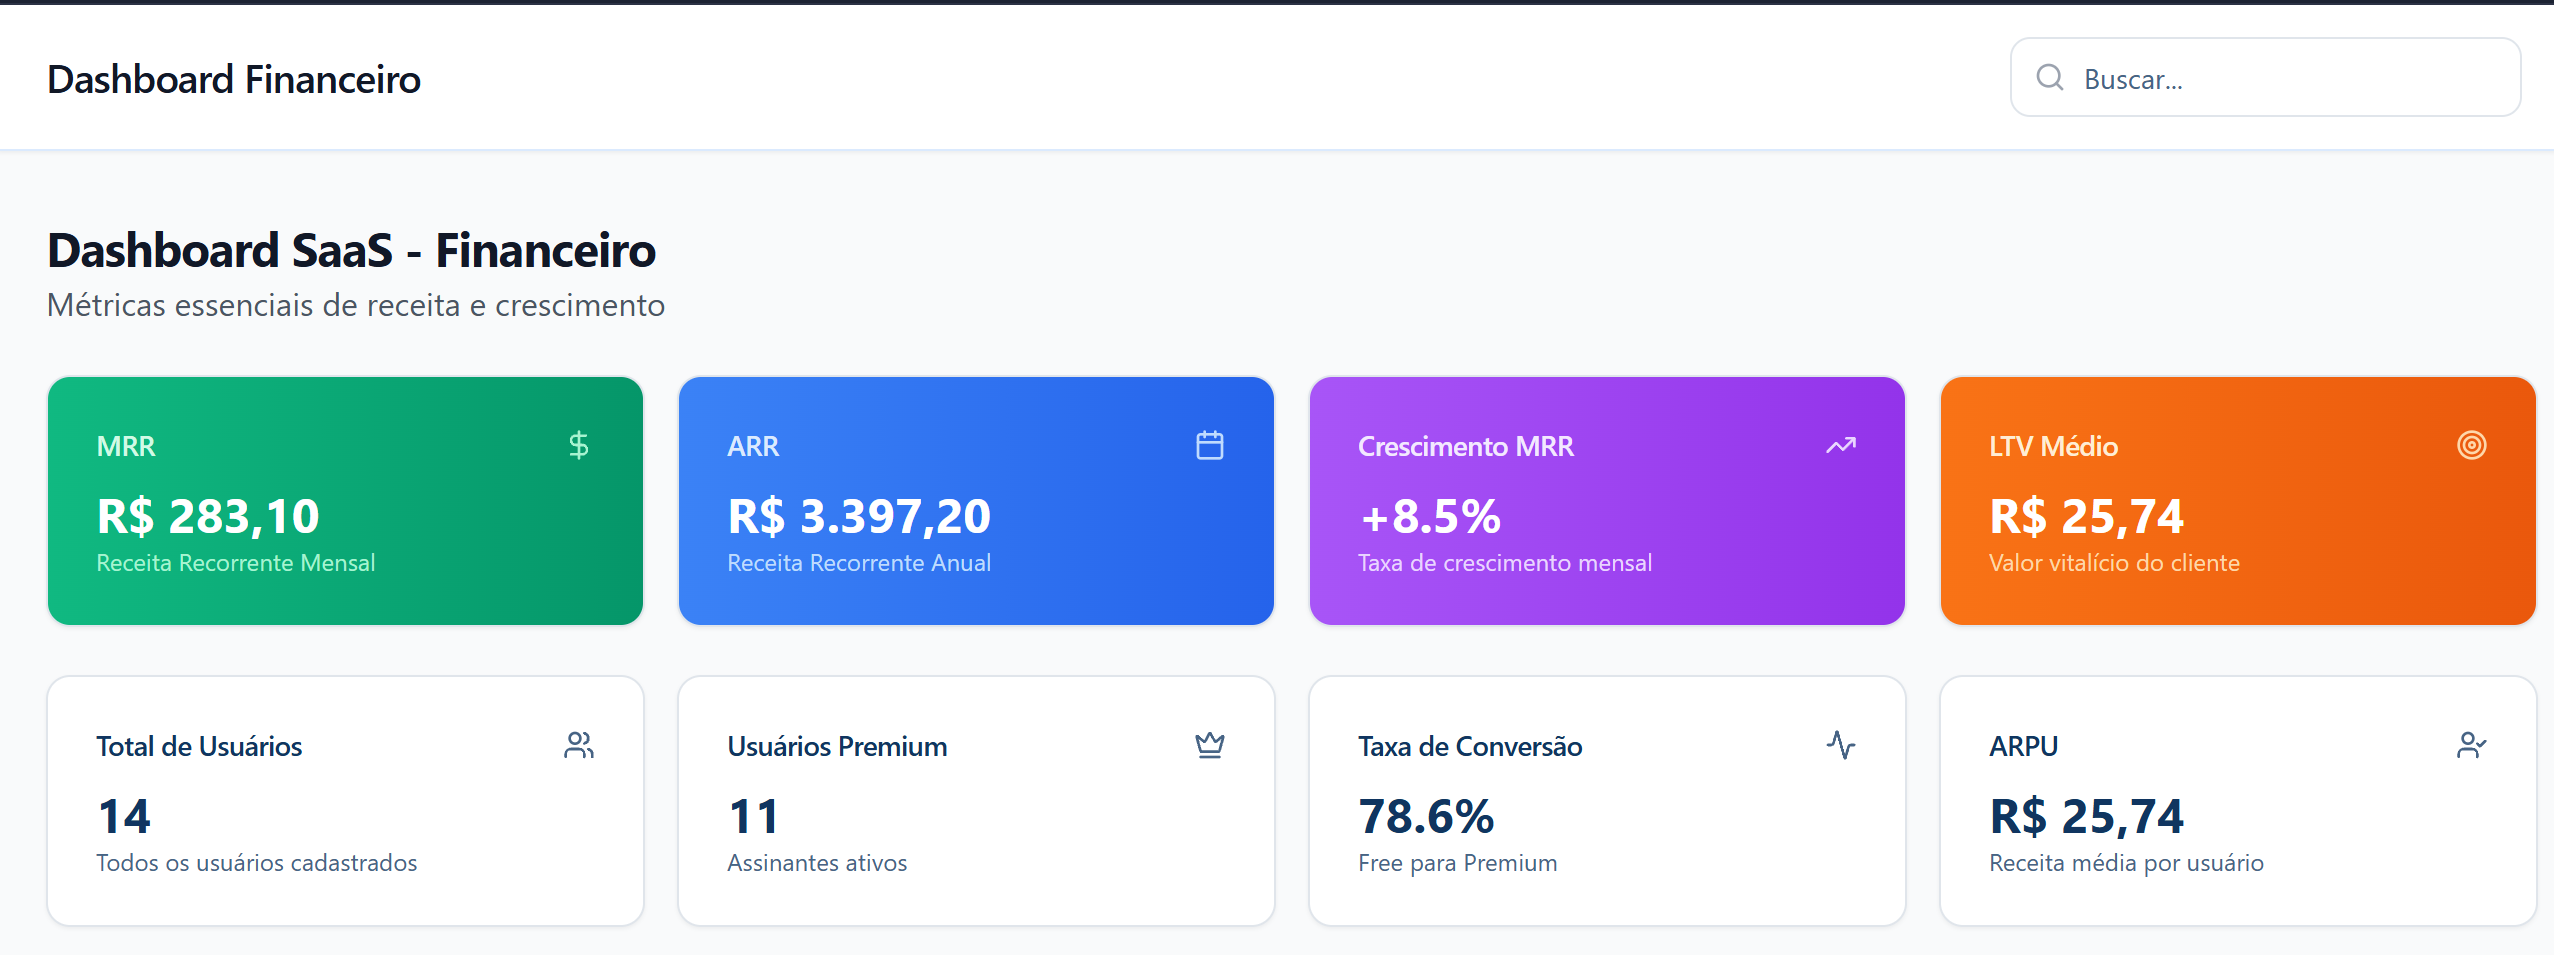 Dashboard Financeiro
Buscar...
Dashboard SaaS - Financeiro
Métricas essenciais de receita e crescimento
MRR
R$ 283,10
Receita Recorrente Mensal
ARR
R$ 3.397,20
Receita Recorrente Anual
Crescimento MRR
+8.5%
Taxa de crescimento mensal
LTV Médio
R$ 25,74
Valor vitalício do cliente
Total de Usuários
14
Todos os usuários cadastrados
Usuários Premium
11
Assinantes ativos
Taxa de Conversão
78.6%
Free para Premium
ARPU
R$ 25,74
Receita média por usuário